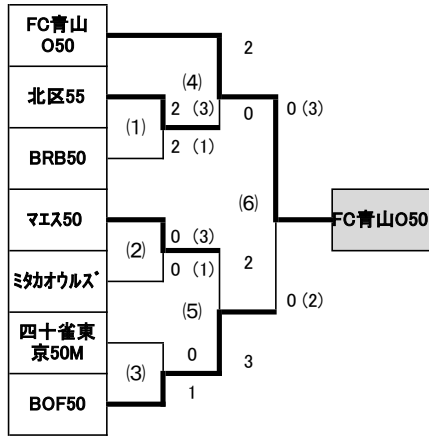 FC青山
O50
2
(4)
北区55
2 (3)
0
0 (3)
(1)
BRB50
2 (1)
(6)
マエス50
FC青山O50
0 (3)
(2)
0 (1)
2
ミタカオウルズ
0 (2)
(5)
四十雀東
京50M
0
3
(3)
1
BOF50